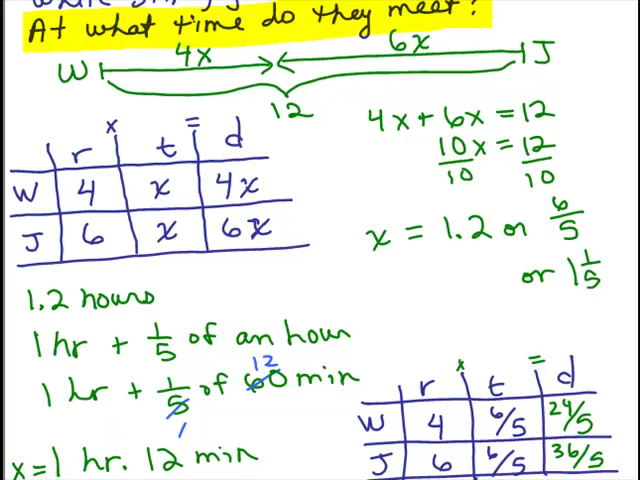 At what time do they meet?
4x 6x
W J
12
r x t = d
W 4 x 4x
J 6 x 6x
4x + 6x = 12
10x = 12
10 10
x = 1.2 or 6/5
or 1 1/5
1.2 hours
1 hr + 1/5 of an hour
12
1 hr + 1/5 of 60 min
1
x = 1 hr. 12 min
r x t = d
W 4 6/5 24/5
J 6 6/5 36/5